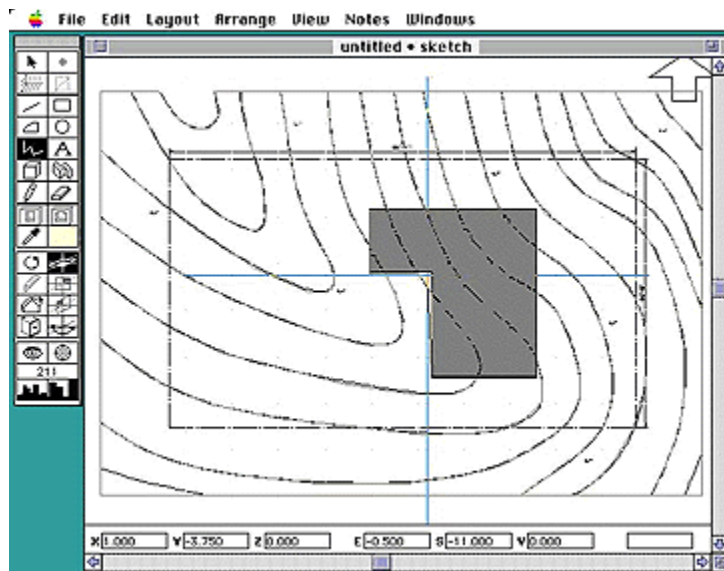 File Edit Layout Arrange View Notes Windows
untitled • sketch
A
211
X 1.000 Y -3.750 Z 0.000 E -0.500 S -11.000 V 0.000